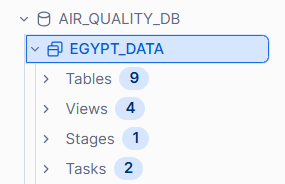 AIR_QUALITY_DB
EGYPT_DATA
Tables 9
Views 4
Stages 1
Tasks 2